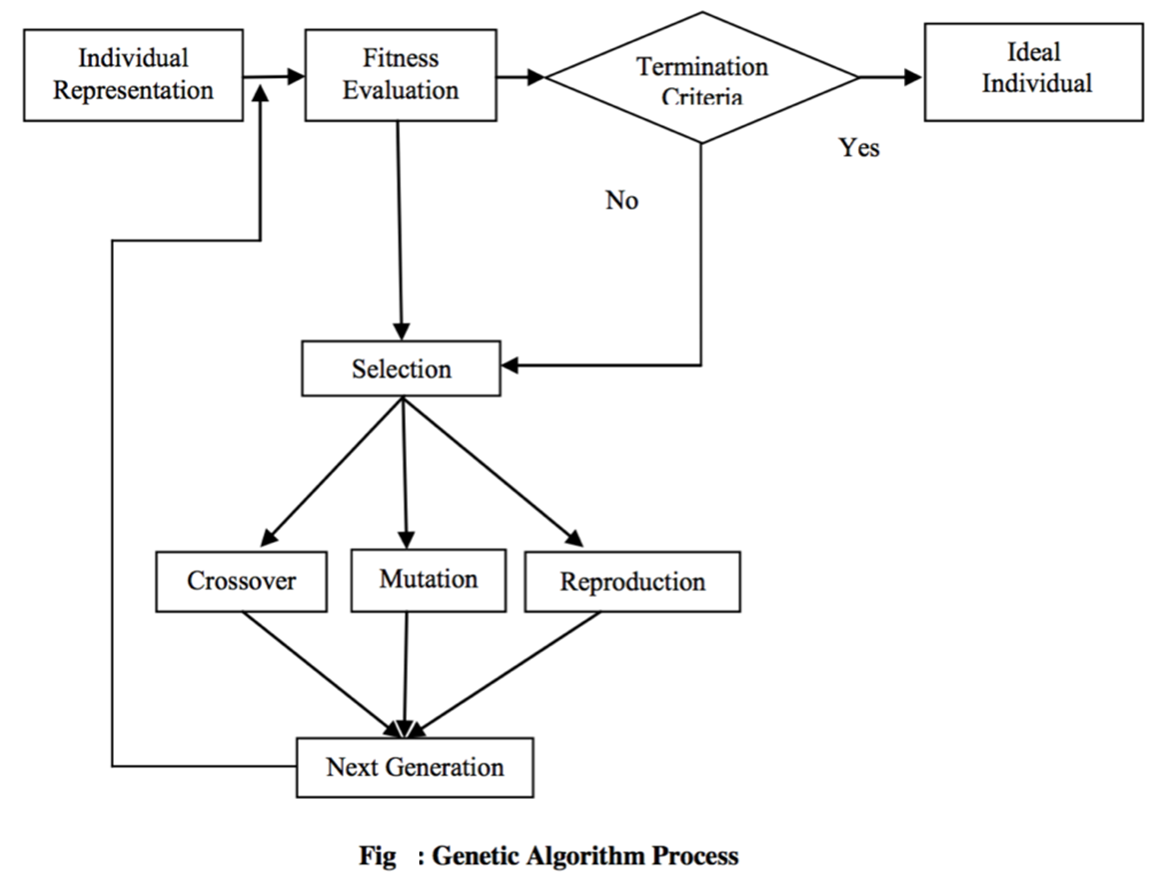 Individual
Representation
Fitness
Evaluation
Termination
Criteria
Ideal
Individual
Yes
No
Selection
Crossover
Mutation
Reproduction
Next Generation
Fig : Genetic Algorithm Process